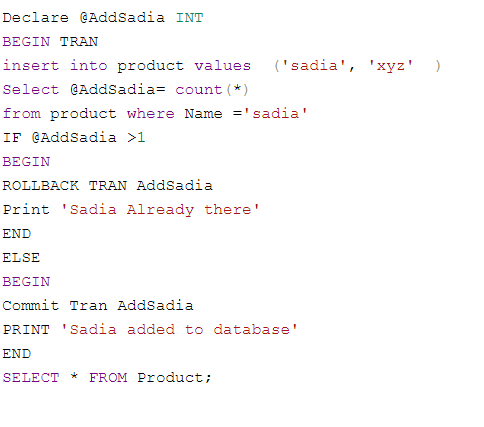 Declare @AddSadia INT
BEGIN TRAN
insert into product values  ('sadia', 'xyz'  )
Select @AddSadia= count(*)
from product where Name ='sadia'
IF @AddSadia >1
BEGIN
ROLLBACK TRAN AddSadia
Print 'Sadia Already there'
END
ELSE
BEGIN
Commit Tran AddSadia
PRINT 'Sadia added to database'
END
SELECT * FROM Product;